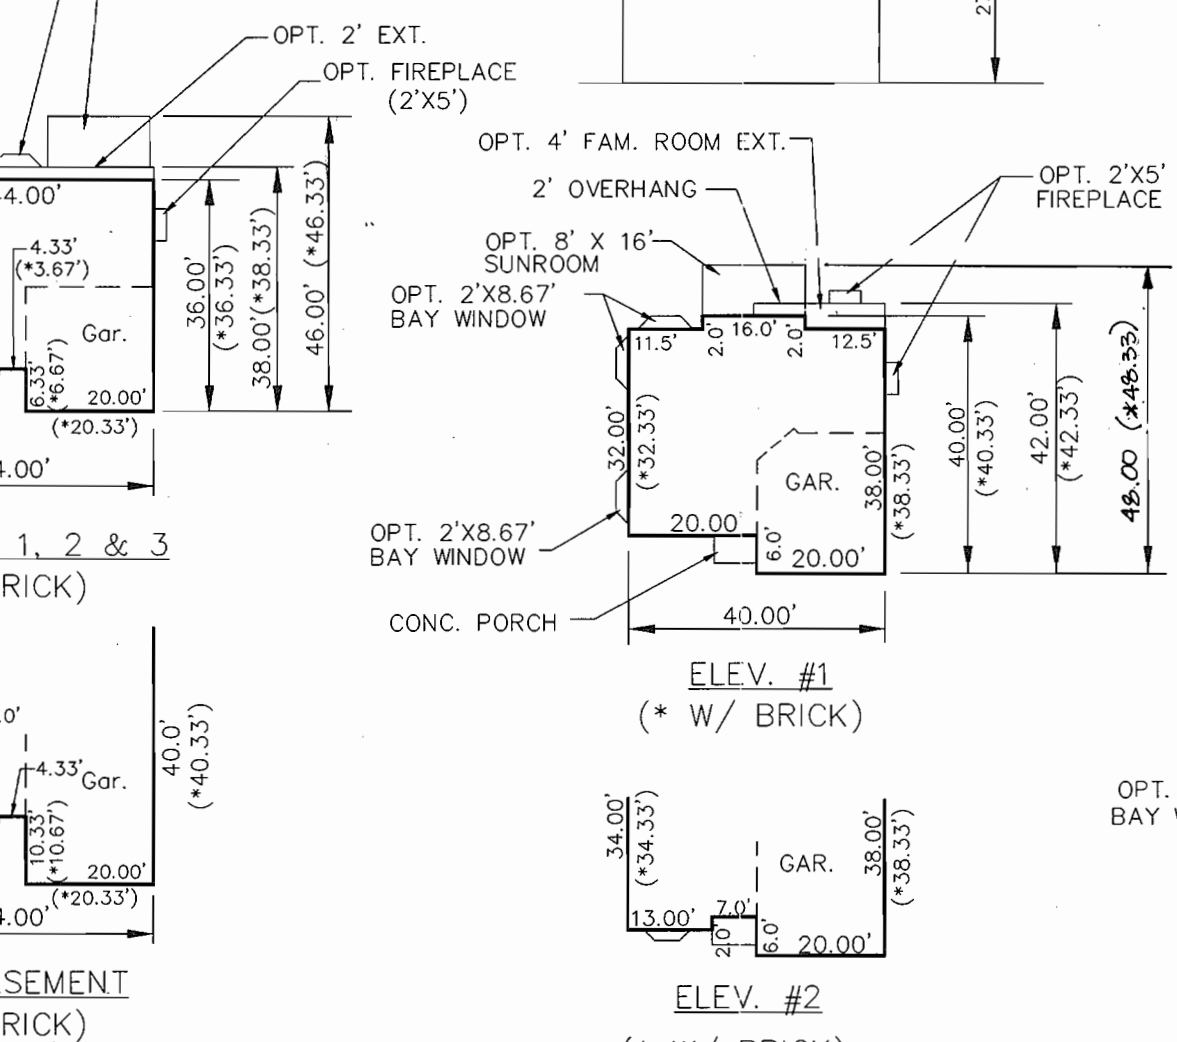 OPT. 2' EXT.
OPT. FIREPLACE
(2'X5')
4.00'
4.33'
(*3.67')
Gar.
6.33'
(*6.67')
20.00'
(*20.33')
36.00'
(*36.33')
38.00'(*38.33')
46.00' (*46.33')
4.00'
1, 2 & 3
RICK)
.0'
4.33'
Gar.
10.33'
(*10.67')
20.00'
(*20.33')
40.0'
(*40.33')
4.00'
SEMENT
RICK)
OPT. 4' FAM. ROOM EXT.
2' OVERHANG
OPT. 2'X5'
FIREPLACE
OPT. 8' X 16'
SUNROOM
OPT. 2'X8.67'
BAY WINDOW
11.5'
2.0'
16.0'
2.0'
12.5'
32.00'
(*32.33')
GAR.
38.00'
(*38.33')
40.00'
(*40.33')
42.00'
(*42.33')
48.00 (*48.33)
OPT. 2'X8.67'
BAY WINDOW
20.00'
6.0'
20.00'
CONC. PORCH
40.00'
ELEV. #1
(* W/ BRICK)
34.00'
(*34.33')
GAR.
38.00'
(*38.33')
13.00'
7.0'
2.0'
6.0'
20.00'
ELEV. #2
(* W/ BRICK)
OPT.
BAY